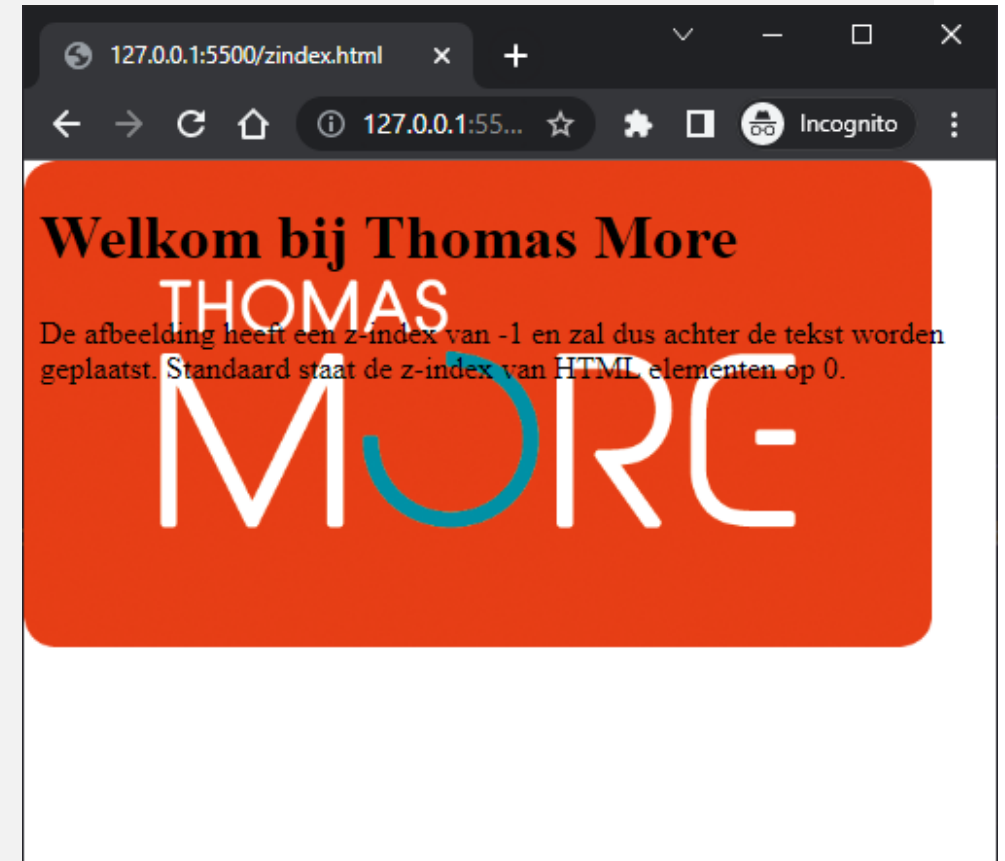 127.0.0.1:5500/zindex.html
127.0.0.1:55...
Incognito
Welkom bij Thomas More
THOMAS
De afbeelding heeft een z-index van -1 en zal dus achter de tekst worden
geplaatst. Standaard staat de z-index van HTML elementen op 0.
MORE